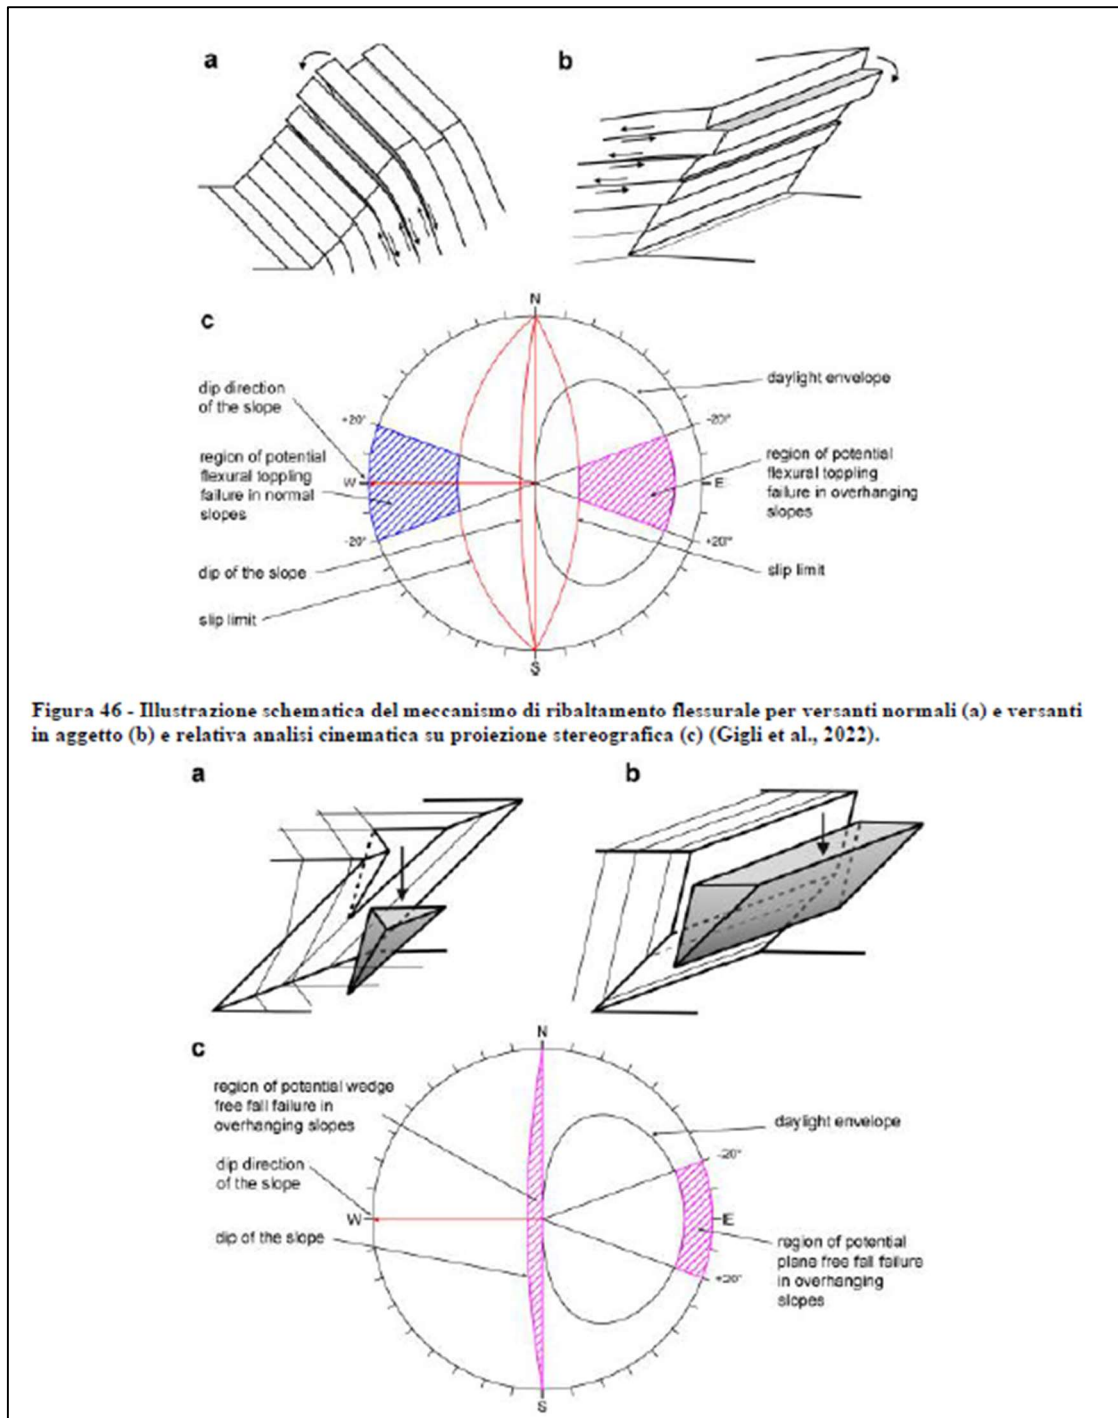 a
b
c
N
dip direction
of the slope
daylight envelope
+20°
-20°
region of potential
flexural toppling
failure in normal
slopes
W
E
region of potential
flexural toppling
failure in overhanging
slopes
-20°
+20°
dip of the slope
slip limit
slip limit
S
Figura 46 - Illustrazione schematica del meccanismo di ribaltamento flessurale per versanti normali (a) e versanti
in aggetto (b) e relativa analisi cinematica su proiezione stereografica (c) (Gigli et al., 2022).
a
b
c
N
region of potential wedge
free fall failure in
overhanging slopes
daylight envelope
-20°
dip direction
of the slope
W
E
dip of the slope
region of potential
plane free fall failure
in overhanging
slopes
+20°
S